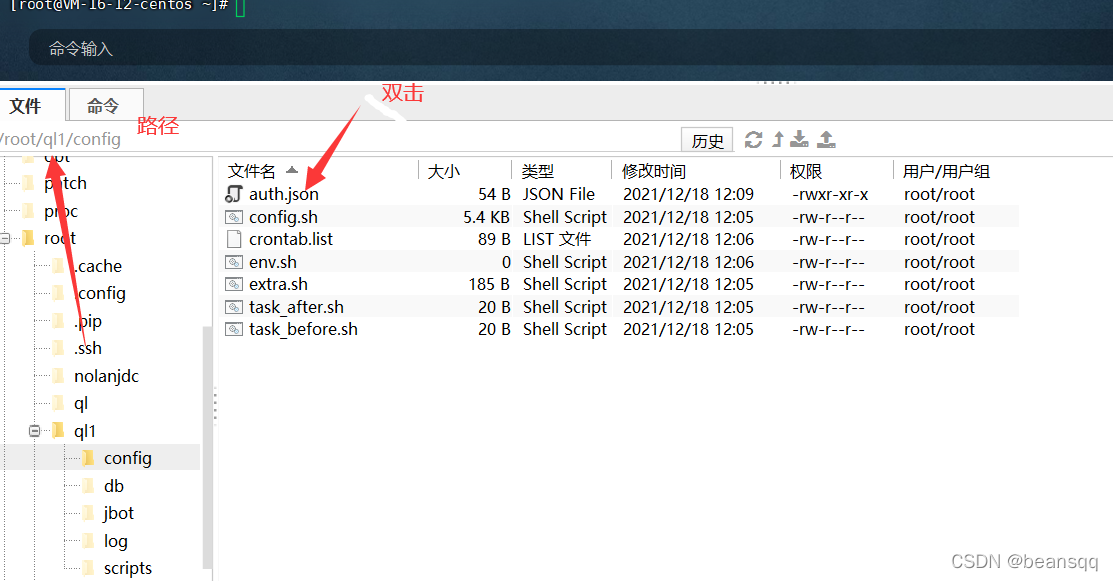 [root@VM-16-12-centos ~]#
命令输入
双击
文件 命令
路径
/root/ql1/config
历史
opt
patch
proc
root
.cache
.config
.pip
.ssh
nolanjdc
ql
ql1
config
db
jbot
log
scripts
文件名 大小 类型 修改时间 权限 用户/用户组
auth.json 54 B JSON File 2021/12/18 12:09 -rwxr-xr-x root/root
config.sh 5.4 KB Shell Script 2021/12/18 12:05 -rw-r--r-- root/root
crontab.list 89 B LIST 文件 2021/12/18 12:06 -rw-r--r-- root/root
env.sh 0 Shell Script 2021/12/18 12:06 -rw-r--r-- root/root
extra.sh 185 B Shell Script 2021/12/18 12:05 -rw-r--r-- root/root
task_after.sh 20 B Shell Script 2021/12/18 12:05 -rw-r--r-- root/root
task_before.sh 20 B Shell Script 2021/12/18 12:05 -rw-r--r-- root/root
CSDN @beansqq